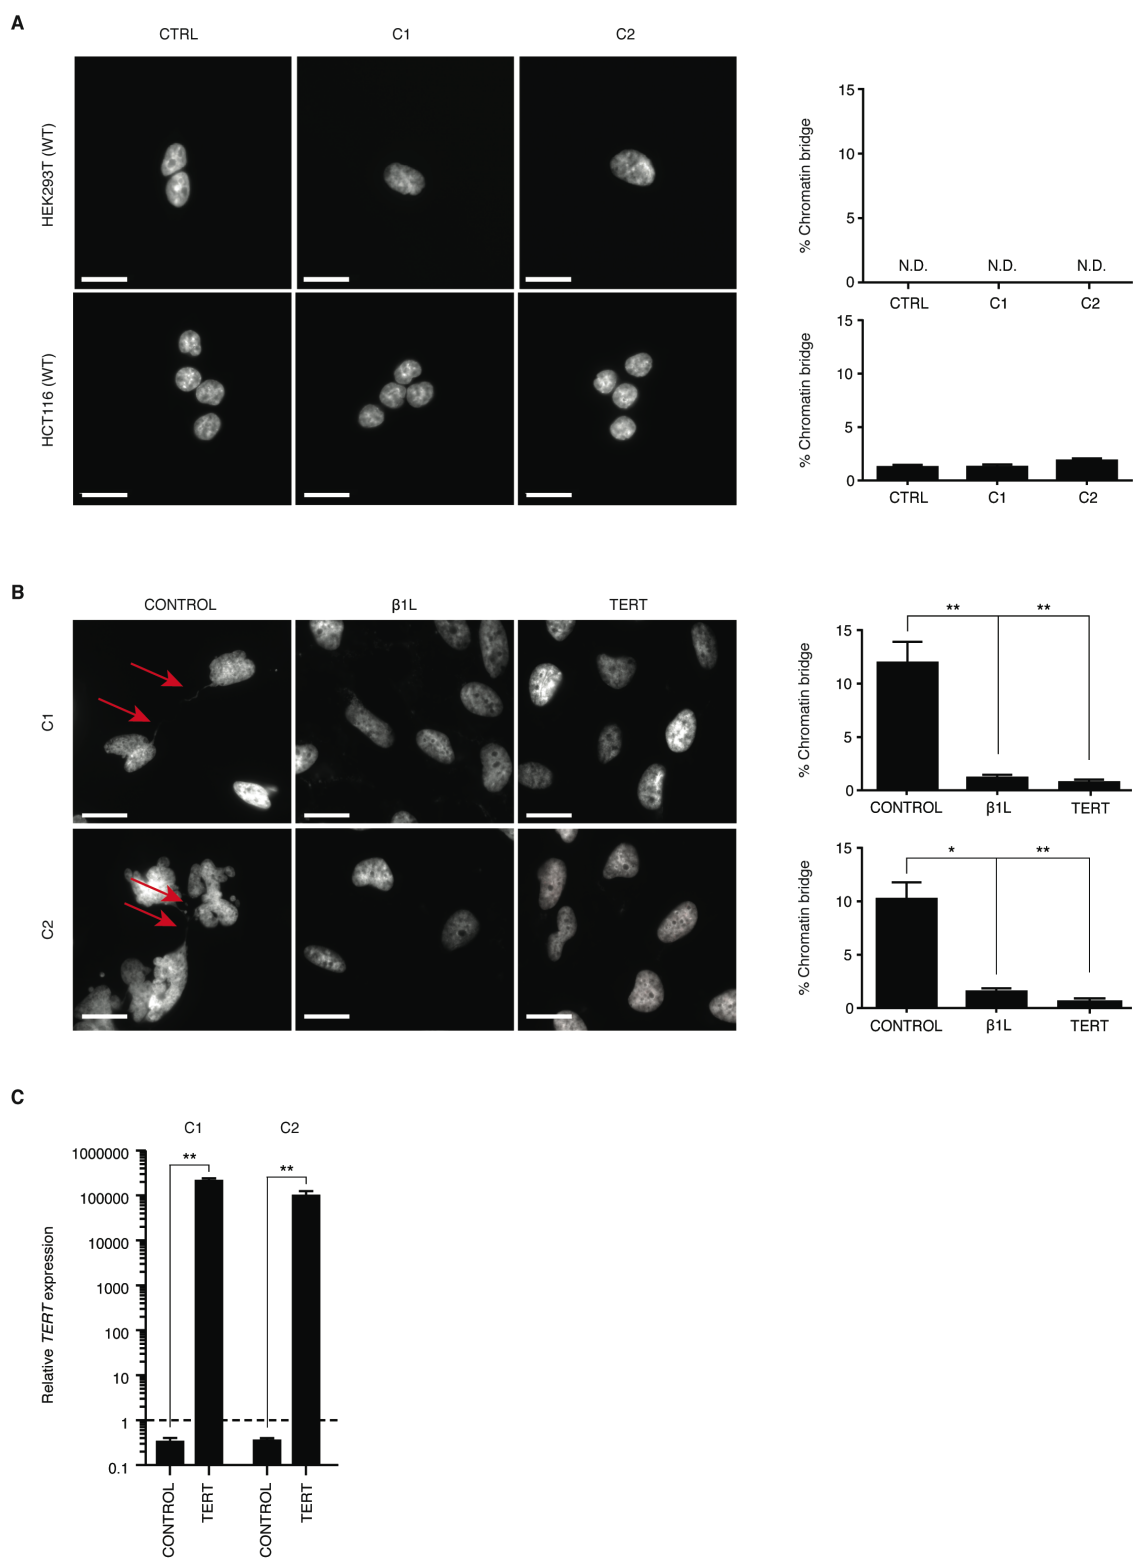 A
CTRL C1 C2
HEK293T (WT)
HCT116 (WT)
% Chromatin bridge
15
10
5
0
N.D. N.D. N.D.
CTRL C1 C2
% Chromatin bridge
15
10
5
0
CTRL C1 C2
B
CONTROL β1L TERT
C1
C2
% Chromatin bridge
** **
15
10
5
0
CONTROL β1L TERT
% Chromatin bridge
* **
15
10
5
0
CONTROL β1L TERT
C
C1 C2
Relative TERT expression
** **
1000000
100000
10000
1000
100
10
1
0.1
CONTROL
TERT
CONTROL
TERT